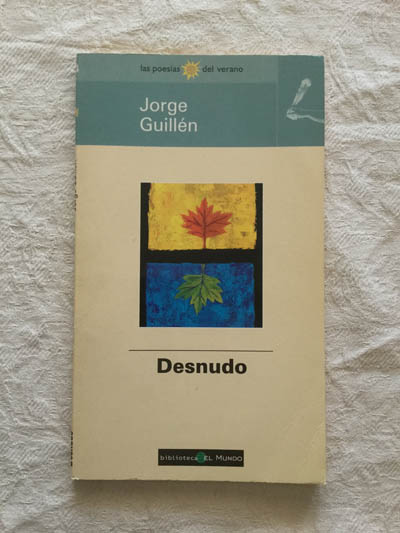 las poesías del verano
Jorge
Guillén
Desnudo
biblioteca EL MUNDO